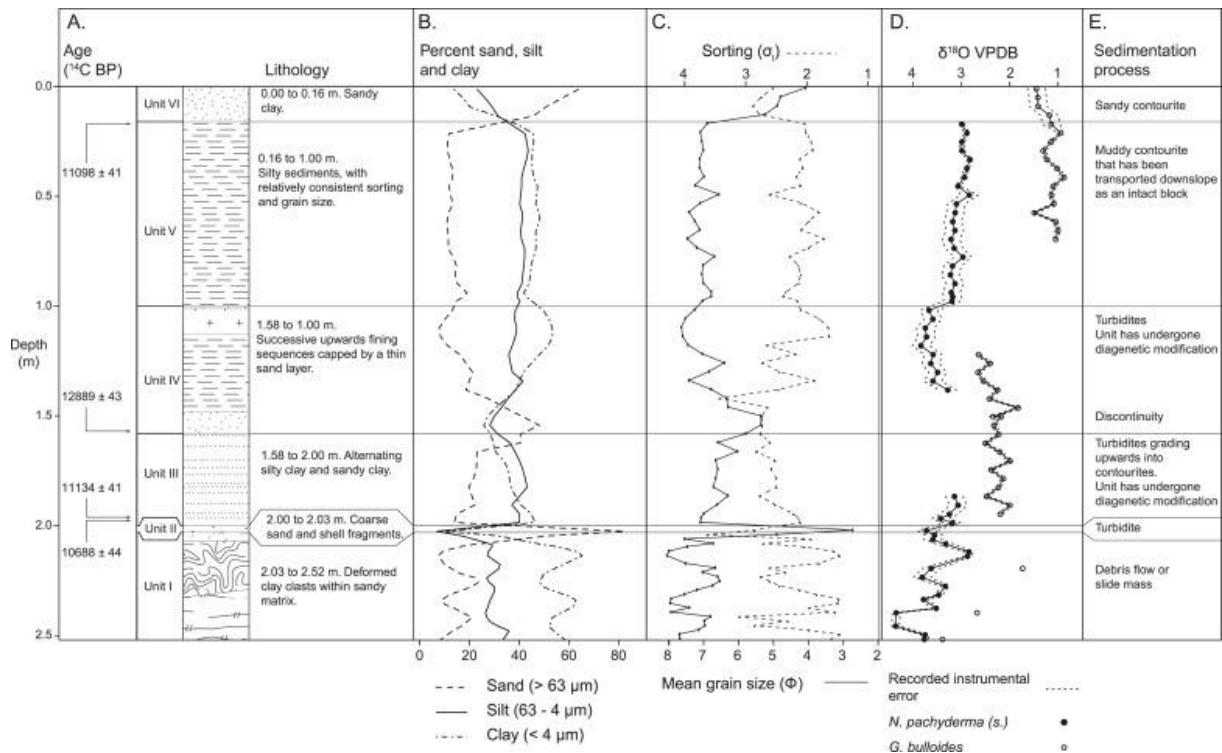 A.
B.
C.
D.
E.
Age
(¹⁴C BP)
Lithology
Percent sand, silt
and clay
Sorting (σᵢ)
4 3 2 1
δ¹⁸O VPDB
4 3 2 1
Sedimentation
process
Depth
(m)
0.0
0.5
1.0
1.5
2.0
2.5
11098 ± 41
12889 ± 43
11134 ± 41
10688 ± 44
Unit VI
Unit V
Unit IV
Unit III
Unit II
Unit I
0.00 to 0.16 m. Sandy
clay.
0.16 to 1.00 m.
Silty sediments, with
relatively consistent sorting
and grain size.
1.58 to 1.00 m.
Successive upwards fining
sequences capped by a thin
sand layer.
1.58 to 2.00 m. Alternating
silty clay and sandy clay.
2.00 to 2.03 m. Coarse
sand and shell fragments.
2.03 to 2.52 m. Deformed
clay clasts within sandy
matrix.
Sandy contourite
Muddy contourite
that has been
transported downslope
as an intact block
Turbidites
Unit has undergone
diagenetic modification
Discontinuity
Turbidites grading
upwards into
contourites.
Unit has undergone
diagenetic modification
Turbidite
Debris flow or
slide mass
0 20 40 60 80
8 7 6 5 4 3 2
Sand (> 63 µm)
Silt (63 - 4 µm)
Clay (< 4 µm)
Mean grain size (Φ)
Recorded instrumental
error
N. pachyderma (s.)
G. bulloides